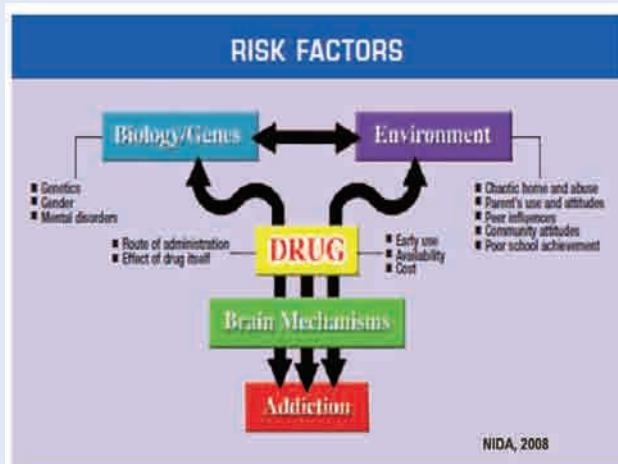 RISK FACTORS
Biology/Genes
Environment
■ Genetics
■ Gender
■ Mental disorders
■ Chaotic home and abuse
■ Parent's use and attitudes
■ Peer influences
■ Community attitudes
■ Poor school achievement
■ Route of administration
■ Effect of drug itself
DRUG
■ Early use
■ Availability
■ Cost
Brain Mechanisms
Addiction
NIDA, 2008